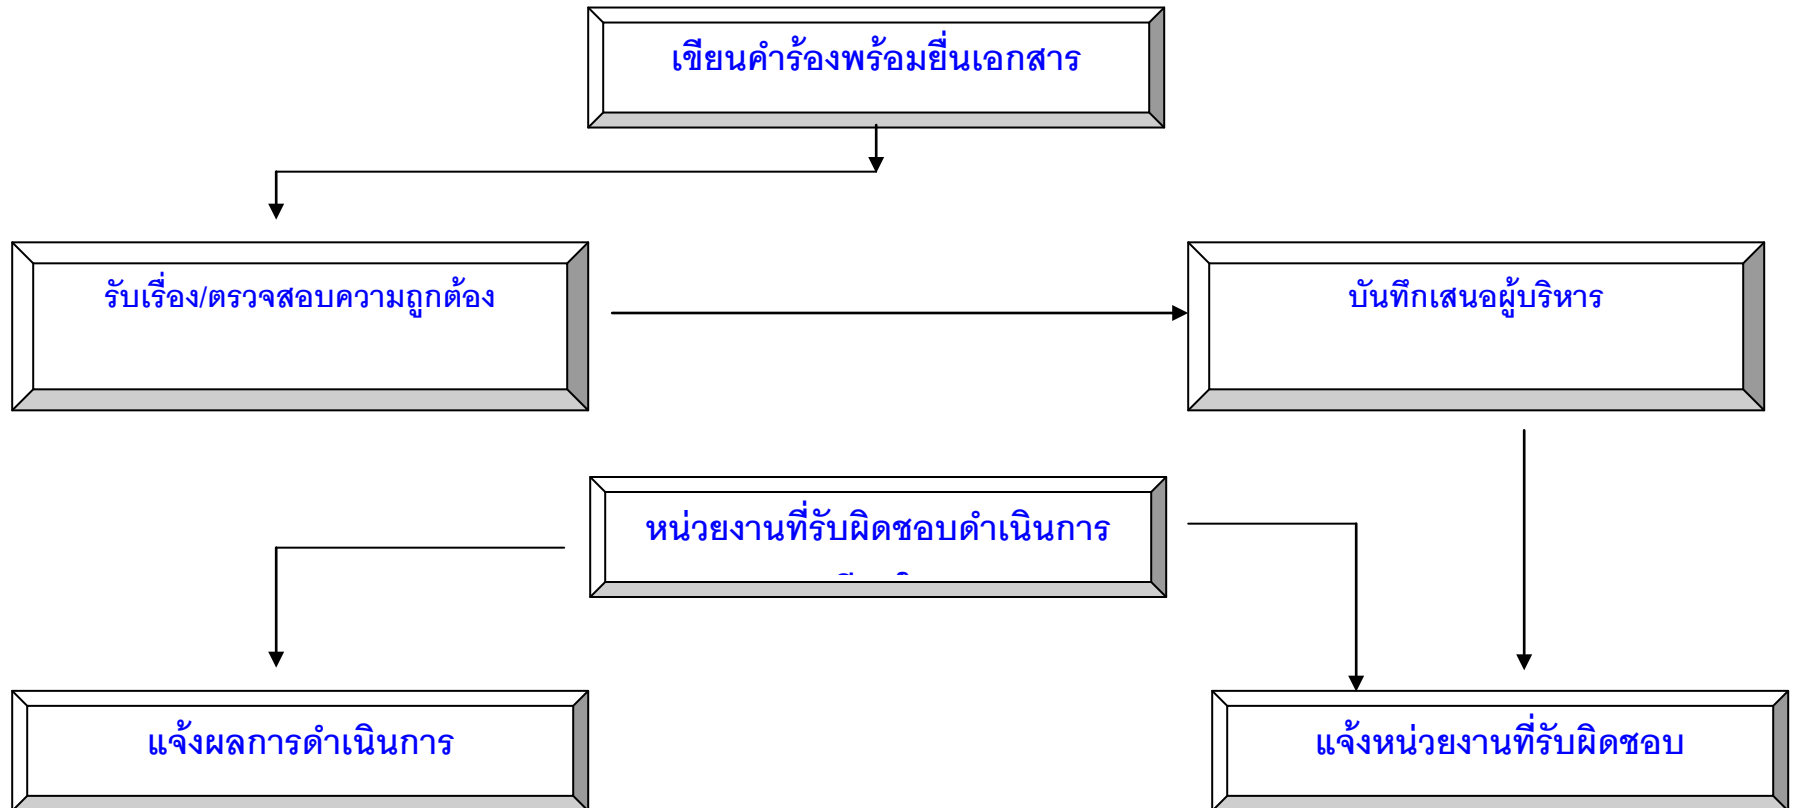 เขียนคำร้องพร้อมยื่นเอกสาร
รับเรื่อง/ตรวจสอบความถูกต้อง
บันทึกเสนอผู้บริหาร
หน่วยงานที่รับผิดชอบดำเนินการ
แจ้งผลการดำเนินการ
แจ้งหน่วยงานที่รับผิดชอบ